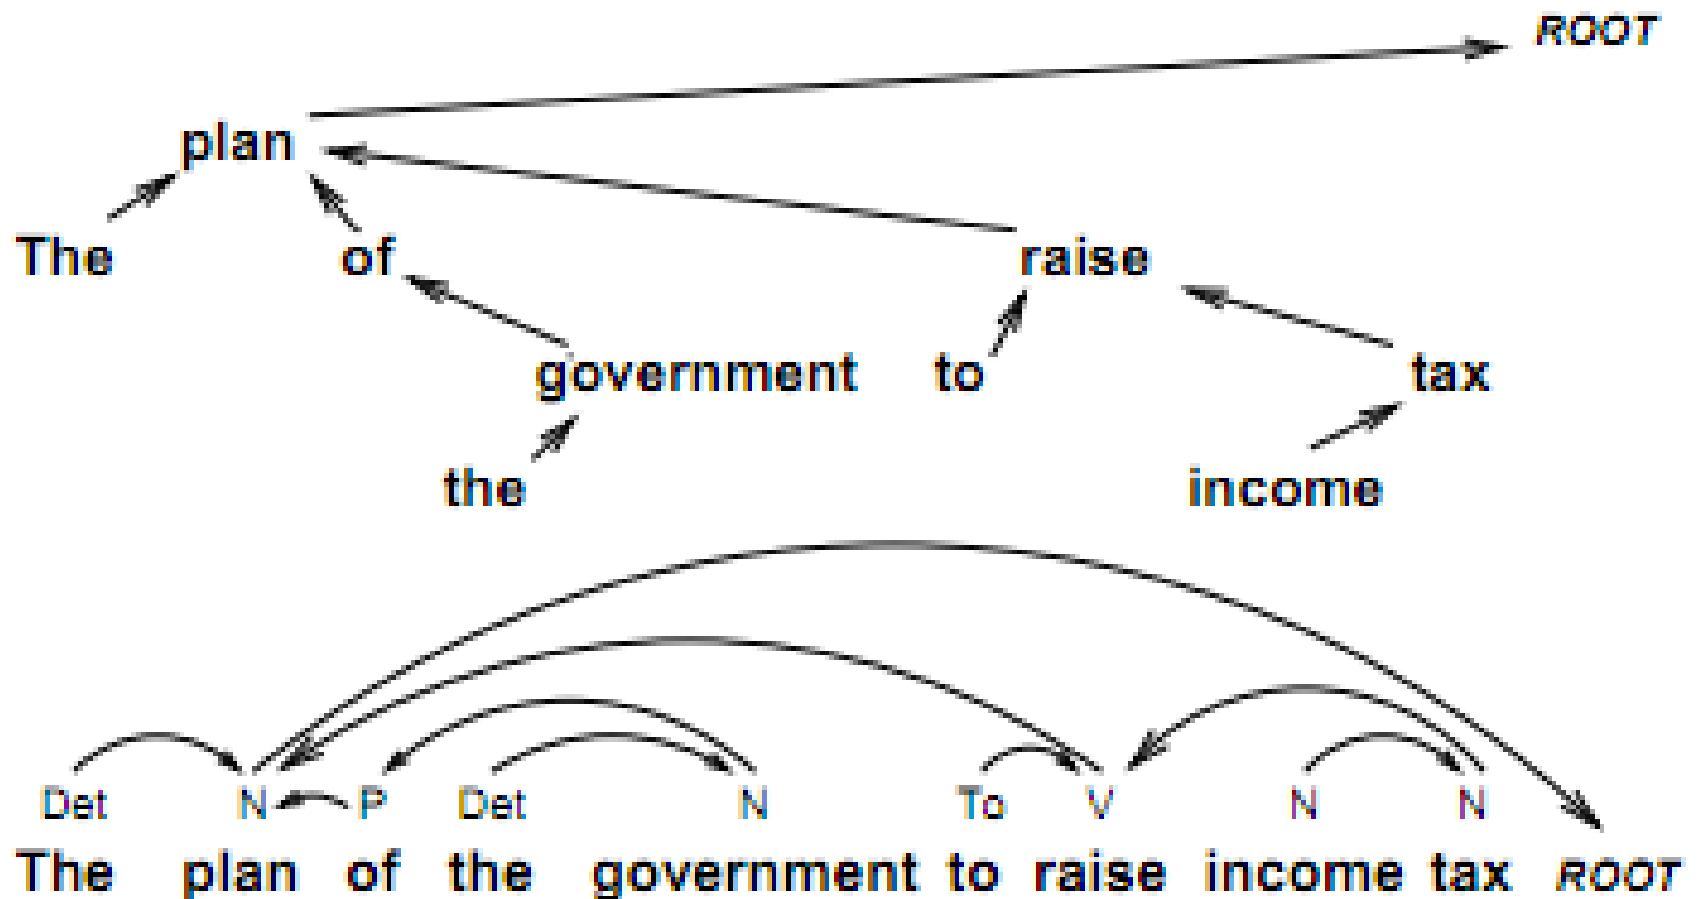 ROOT
plan
The of raise
government to tax
the income
Det N P Det N To V N N
The plan of the government to raise income tax ROOT